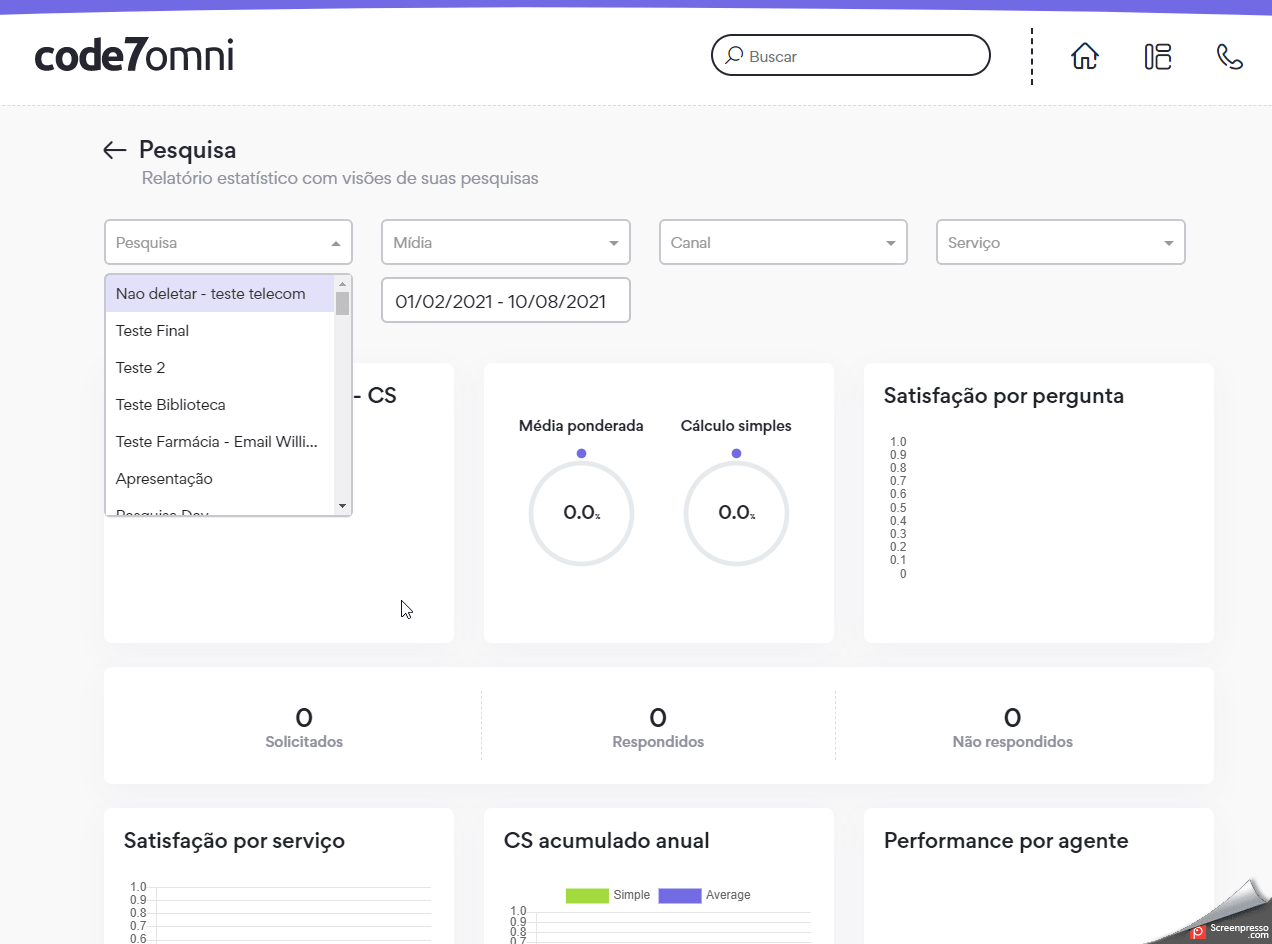 code7omni
Buscar
Pesquisa
Relatório estatístico com visões de suas pesquisas
Pesquisa
Mídia
Canal
Serviço
Nao deletar - teste telecom
Teste Final
Teste 2
Teste Biblioteca
Teste Farmácia - Email Willi...
Apresentação
Pesquisa Day
01/02/2021 - 10/08/2021
- CS
Média ponderada
Cálculo simples
0.0%
0.0%
Satisfação por pergunta
1.0
0.9
0.8
0.7
0.6
0.5
0.4
0.3
0.2
0.1
0
0
Solicitados
0
Respondidos
0
Não respondidos
Satisfação por serviço
1.0
0.9
0.8
0.7
0.6
CS acumulado anual
Simple
Average
1.0
0.9
0.8
0.7
Performance por agente
Screenpresso
.com